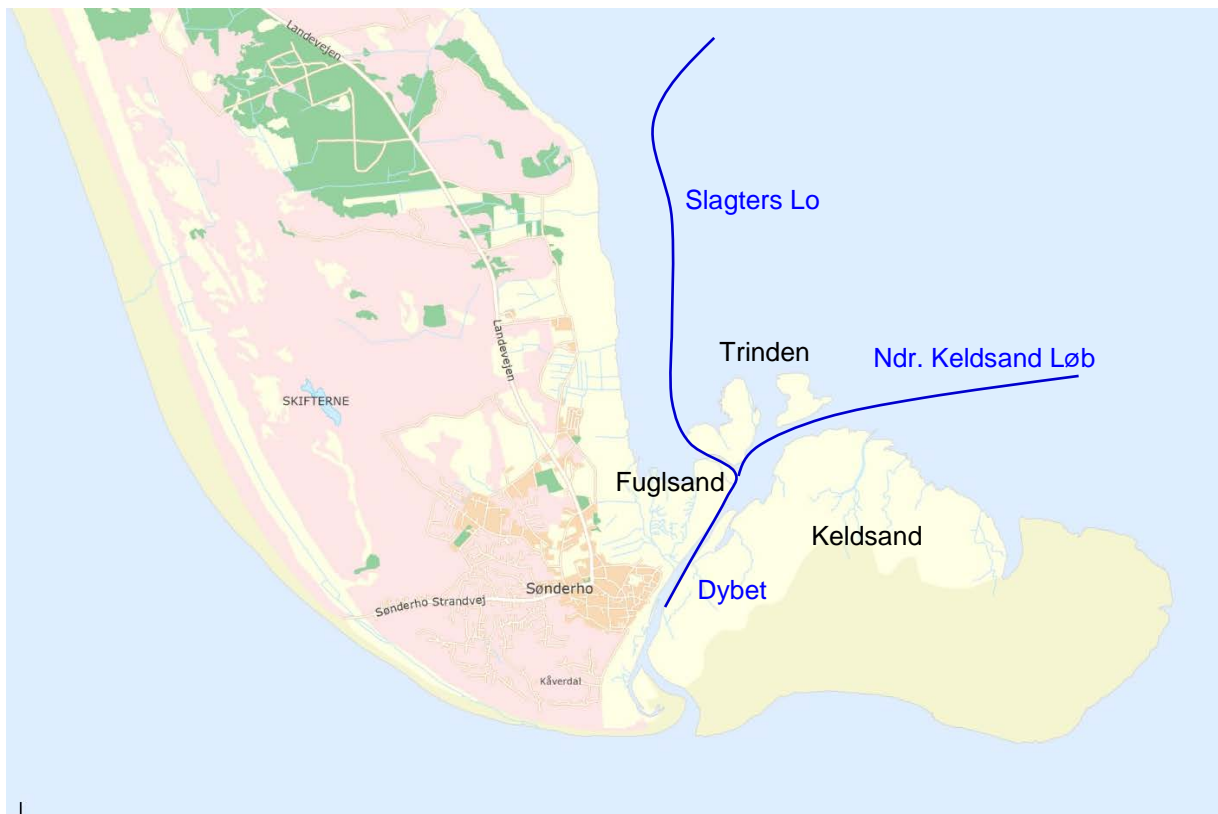 Landevejen
Slagters Lo
Trinden
Ndr. Keldsand Løb
Landevejen
SKIFTERNE
Fuglsand
Keldsand
Sønderho
Dybet
Sønderho Strandvej
Kåverdal